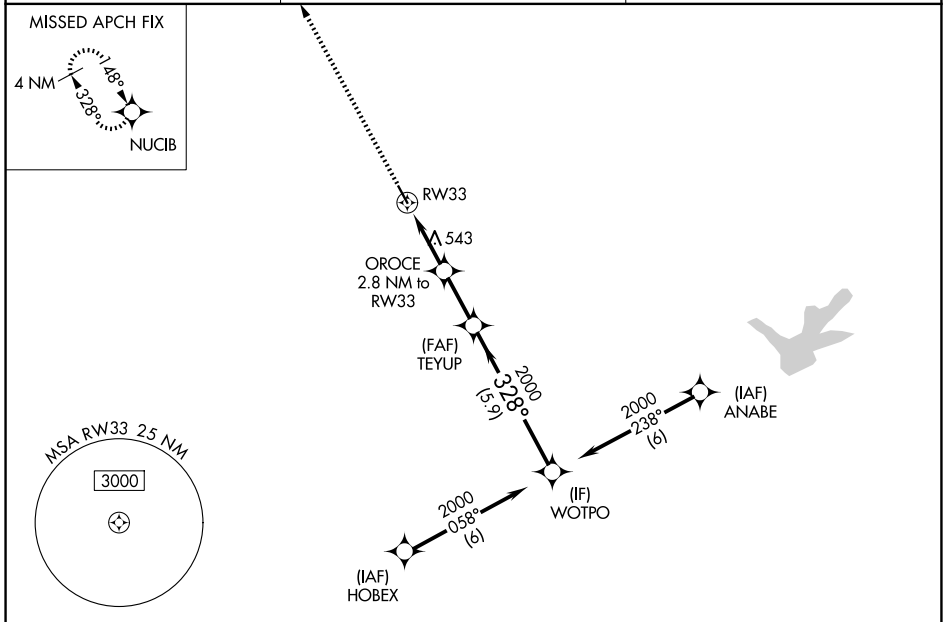 MISSED APCH FIX
4 NM
148°
328°
NUCIB
RW33
543
OROCE
2.8 NM to
RW33
(FAF)
TEYUP
2000
328°
(5.9)
(IAF)
ANABE
2000
238°
(6)
(IF)
WOTPO
2000
058°
(6)
(IAF)
HOBEX
MSA RW33 25 NM
3000